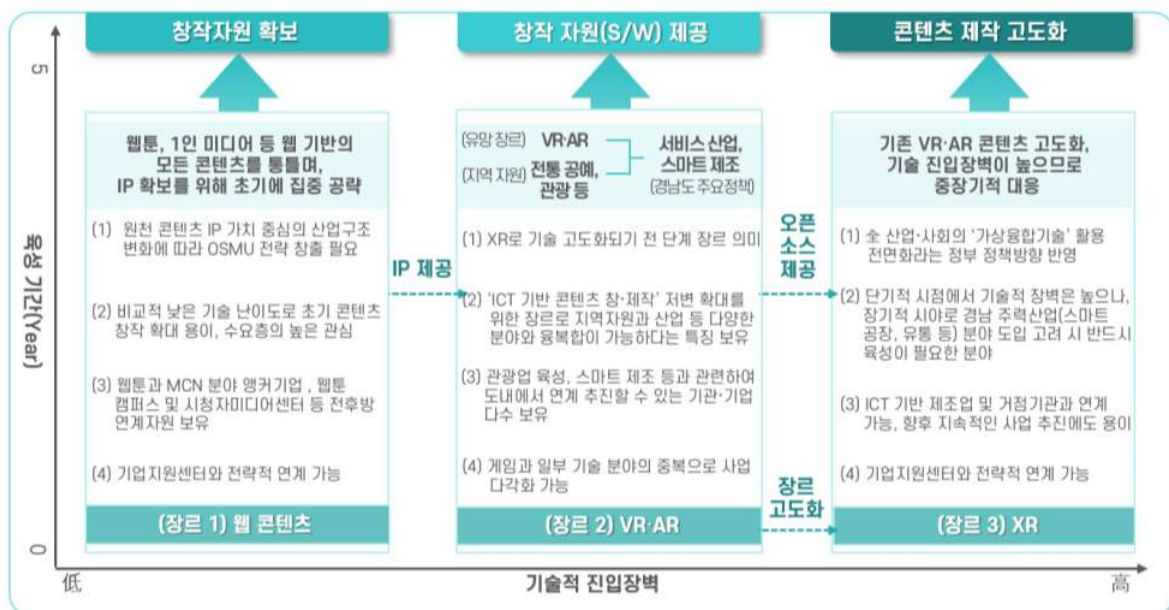 창작자원 확보
창작 자원(S/W) 제공
콘텐츠 제작 고도화
5
육성 기간(Year)
0
웹툰, 1인 미디어 등 웹 기반의
모든 콘텐츠를 통틀며,
IP 확보를 위해 초기에 집중 공략
(1) 원천 콘텐츠 IP 가치 중심의 산업구조
변화에 따라 OSMU 전략 창출 필요
(2) 비교적 낮은 기술 난이도로 초기 콘텐츠
창작 확대 용이, 수요층의 높은 관심
(3) 웹툰과 MCN 분야 앵커기업 , 웹툰
캠퍼스 및 시청자미디어센터 등 전후방
연계자원 보유
(4) 기업지원센터와 전략적 연계 가능
(장르 1) 웹 콘텐츠
IP 제공
(유망 장르) VR·AR
(지역 자원) 전통 공예,
관광 등
서비스 산업,
스마트 제조
(경남도 주요정책)
(1) XR로 기술 고도화되기 전 단계 장르 의미
(2) 'ICT 기반 콘텐츠 창·제작' 저변 확대를
위한 장르로 지역자원과 산업 등 다양한
분야와 융복합이 가능하다는 특징 보유
(3) 관광업 육성, 스마트 제조 등과 관련하여
도내에서 연계 추진할 수 있는 기관·기업
다수 보유
(4) 게임과 일부 기술 분야의 중복으로 사업
다각화 가능
(장르 2) VR·AR
오픈
소스
제공
장르
고도화
기존 VR·AR 콘텐츠 고도화,
기술 진입장벽이 높으므로
중장기적 대응
(1) 全 산업·사회의 '가상융합기술' 활용
전면화라는 정부 정책방향 반영
(2) 단기적 시점에서 기술적 장벽은 높으나,
장기적 시야로 경남 주력산업(스마트
공장, 유통 등) 분야 도입 고려 시 반드시
육성이 필요한 분야
(3) ICT 기반 제조업 및 거점기관과 연계
가능, 향후 지속적인 사업 추진에도 용이
(4) 기업지원센터와 전략적 연계 가능
(장르 3) XR
低
기술적 진입장벽
高